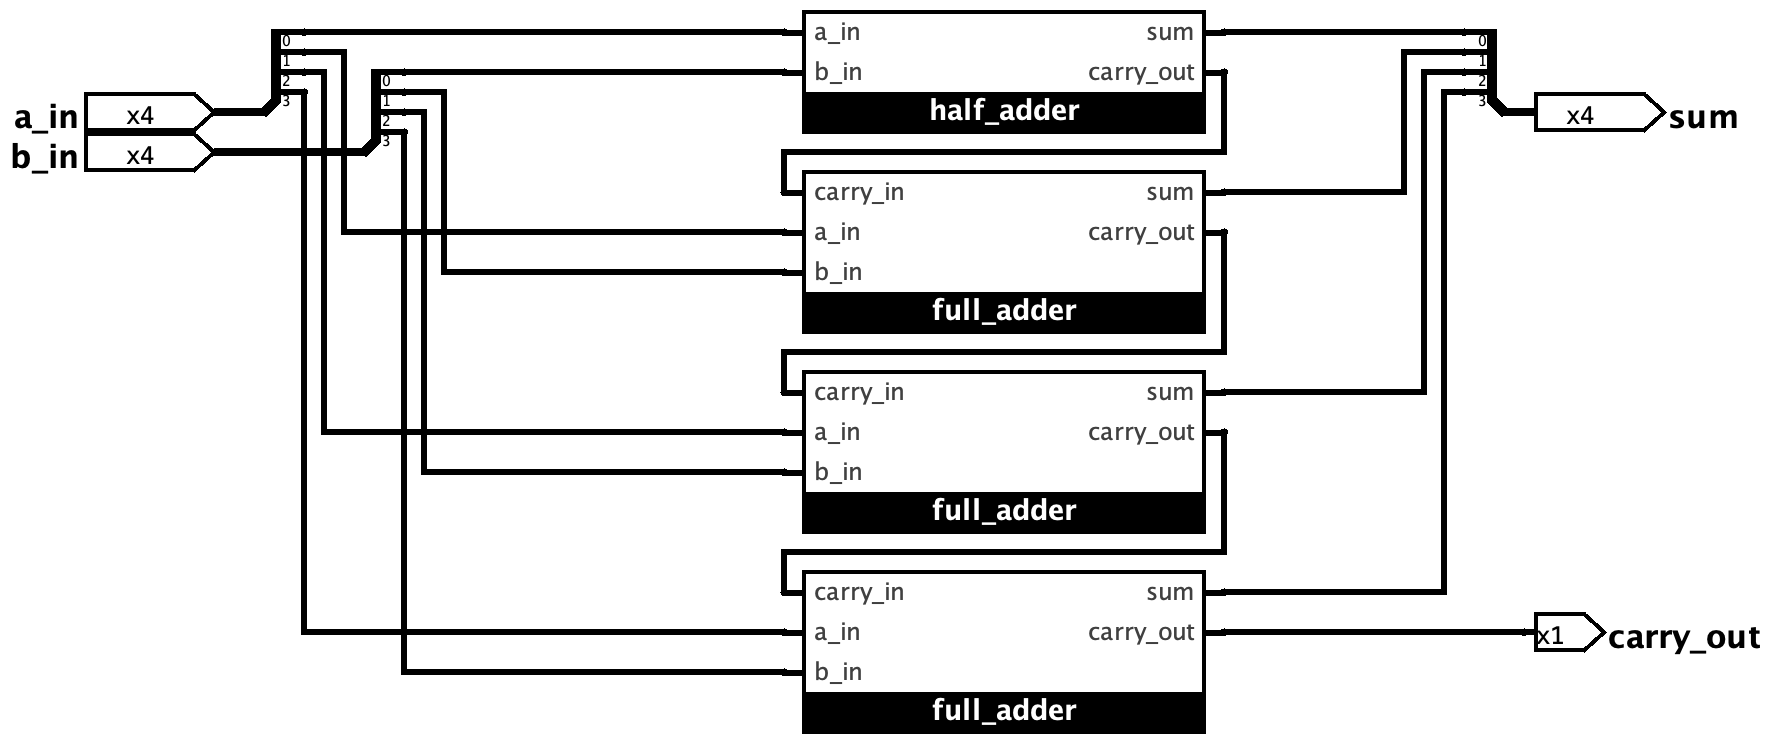 a_in
x4
b_in
x4
0
1
2
3
0
1
2
3
a_in
sum
b_in
carry_out
half_adder
carry_in
sum
a_in
carry_out
b_in
full_adder
carry_in
sum
a_in
carry_out
b_in
full_adder
carry_in
sum
a_in
carry_out
b_in
full_adder
0
1
2
3
x4
sum
x1
carry_out